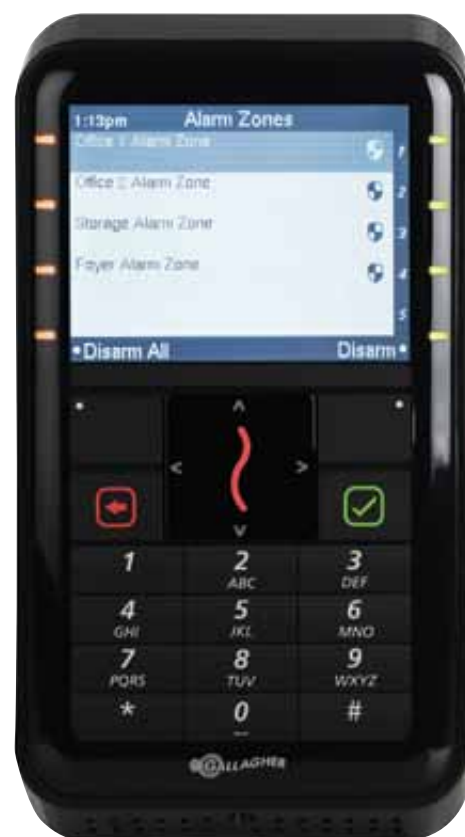 1:13pm Alarm Zones
Office 1 Alarm Zone 1
Office 2 Alarm Zone 2
Storage Alarm Zone 3
Foyer Alarm Zone 4
5
•Disarm All Disarm•
1 2 3
ABC DEF
4 5 6
GHI JKL MNO
7 8 9
PQRS TUV WXYZ
* 0 #
GALLAGHER